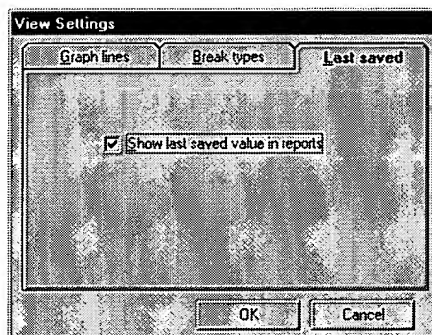 View Settings
Graph lines Break types Last saved
Show last saved value in reports
OK Cancel